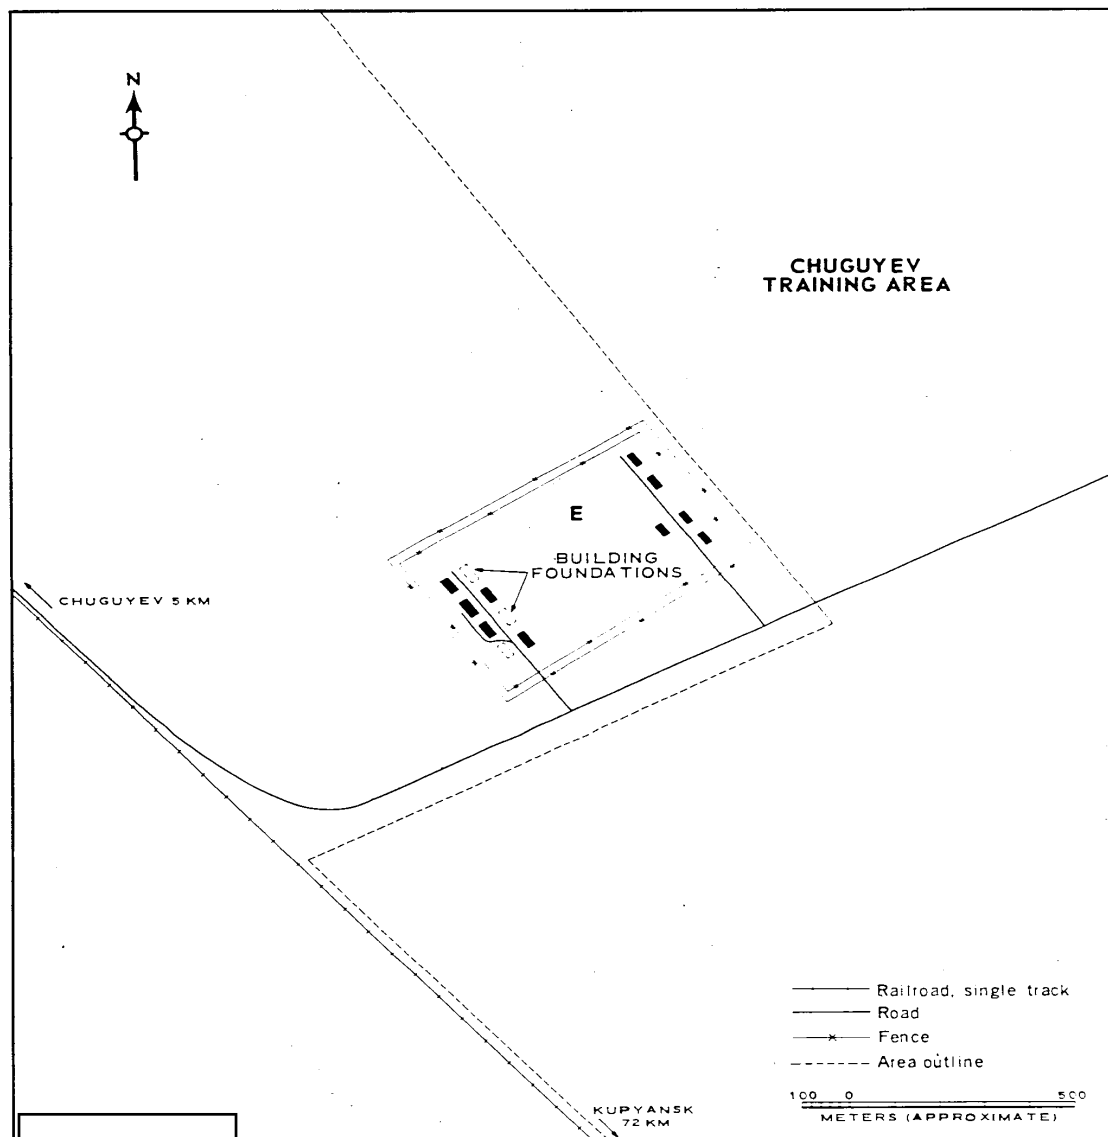 N
CHUGUYEV
TRAINING AREA
E
BUILDING
FOUNDATIONS
CHUGUYEV 5 KM
Railroad, single track
Road
Fence
Area outline
100 0 500
METERS (APPROXIMATE)
KUPYANSK
72 KM